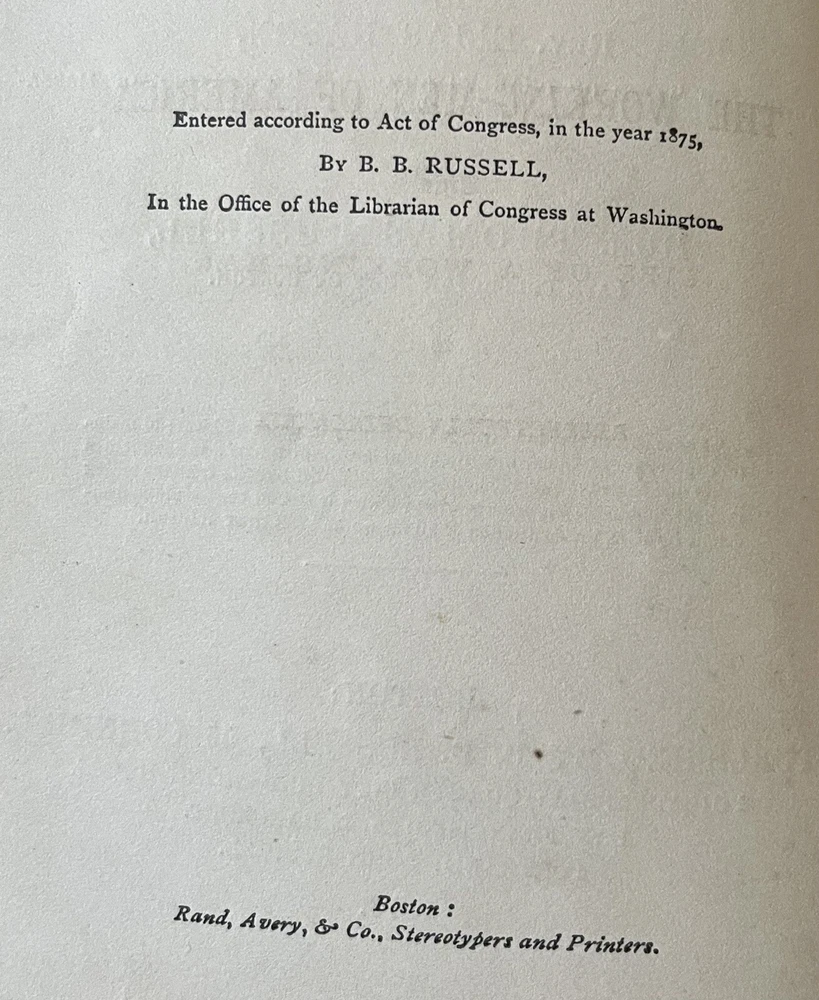 Entered according to Act of Congress, in the year 1875,
By B. B. RUSSELL,
In the Office of the Librarian of Congress at Washington.
Boston :
Rand, Avery, & Co., Stereotypers and Printers.